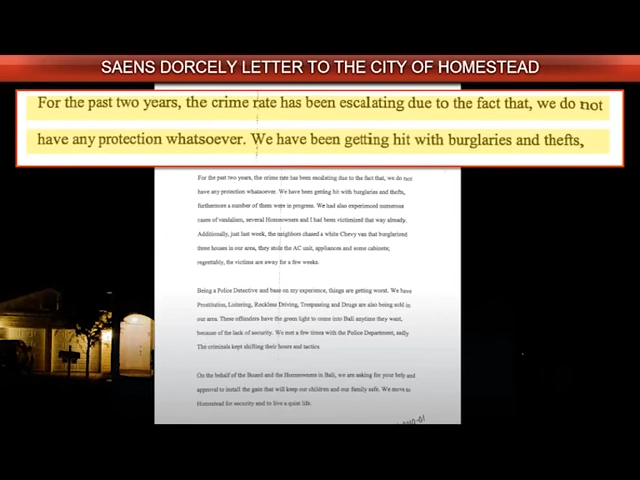 SAENS DORCELY LETTER TO THE CITY OF HOMESTEAD
For the past two years, the crime rate has been escalating due to the fact that, we do not
have any protection whatsoever. We have been getting hit with burglaries and thefts,
For the past two years, the crime rate has been escalating due to the fact that, we do not
have any protection whatsoever. We have been getting hit with burglaries and thefts,
furthermore a number of them were in progress. We had also experienced numerous
cases of vandalism, several Homeowners and I had been victimized that way already.
Additionally, just last week, the neighbors chased a white Chevy van that burglarized
three houses in our area, they stole the AC unit, appliances and some cabinets;
regrettably, the victims are away for a few weeks.
Being a Police Detective and base on my experience, things are getting worst. We have
Prostitution, Loitering, Reckless Driving, Trespassing and Drugs are also being sold in
our area. These offenders have the green light to come into Bali anytime they want,
because of the lack of security. We met a few times with the Police Department, sadly
The criminals kept shifting their hours and tactics
On the behalf of the Board and the Homeowners in Bali, we are asking for your help and
approval to install the gate that will keep our children and our family safe. We move to
Homestead for security and to live a quiet life.